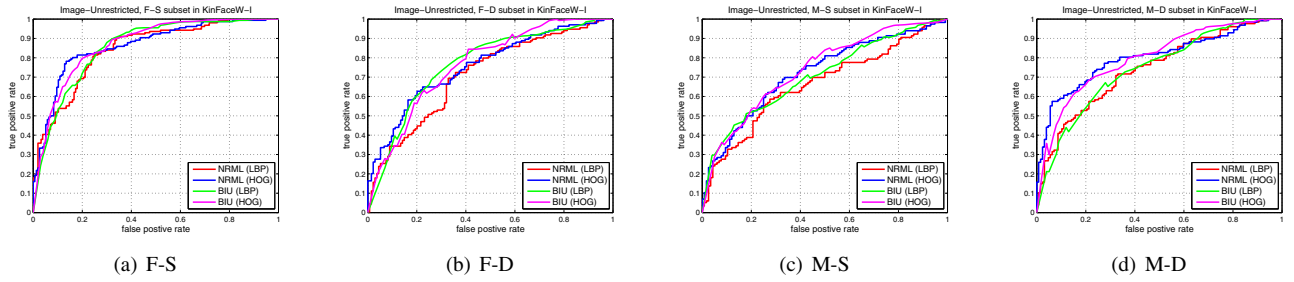 Image−Unrestricted, F−S subset in KinFaceW−I
true positive rate
1
0.9
0.8
0.7
0.6
0.5
0.4
0.3
0.2
0.1
0
0 0.2 0.4 0.6 0.8 1
false postive rate
NRML (LBP)
NRML (HOG)
BIU (LBP)
BIU (HOG)
(a) F-S
Image−Unrestricted, F−D subset in KinFaceW−I
true positive rate
1
0.9
0.8
0.7
0.6
0.5
0.4
0.3
0.2
0.1
0
0 0.2 0.4 0.6 0.8 1
false postive rate
NRML (LBP)
NRML (HOG)
BIU (LBP)
BIU (HOG)
(b) F-D
Image−Unrestricted, M−S subset in KinFaceW−I
true positive rate
1
0.9
0.8
0.7
0.6
0.5
0.4
0.3
0.2
0.1
0
0 0.2 0.4 0.6 0.8 1
false postive rate
NRML (LBP)
NRML (HOG)
BIU (LBP)
BIU (HOG)
(c) M-S
Image−Unrestricted, M−D subset in KinFaceW−I
true positive rate
1
0.9
0.8
0.7
0.6
0.5
0.4
0.3
0.2
0.1
0
0 0.2 0.4 0.6 0.8 1
false postive rate
NRML (LBP)
NRML (HOG)
BIU (LBP)
BIU (HOG)
(d) M-D